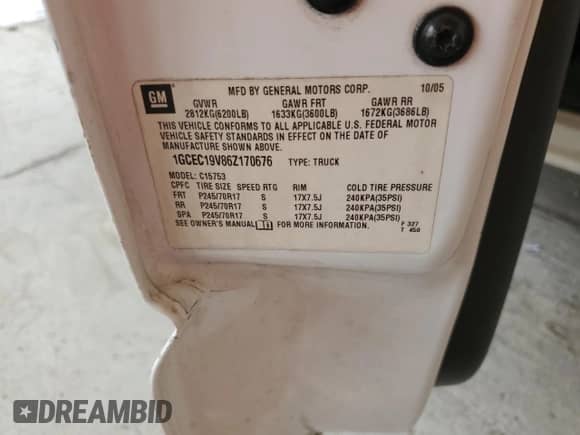 GM
MFD BY GENERAL MOTORS CORP. 10/05
GVWR GAWR FRT GAWR RR
2812KG(6200LB) 1633KG(3600LB) 1672KG(3686LB)
THIS VEHICLE CONFORMS TO ALL APPLICABLE U.S. FEDERAL MOTOR
VEHICLE SAFETY STANDARDS IN EFFECT ON THE DATE OF
MANUFACTURE SHOWN ABOVE.
1GCEC19V86Z170676 TYPE: TRUCK
MODEL: C15753
CPFC TIRE SIZE SPEED RTG RIM COLD TIRE PRESSURE
FRT P245/70R17 S 17X7.5J 240KPA(35PSI)
RR P245/70R17 S 17X7.5J 240KPA(35PSI)
SPA P245/70R17 S 17X7.5J 240KPA(35PSI)
SEE OWNER'S MANUAL FOR MORE INFORMATION.
F 327
T 450
DREAMBID